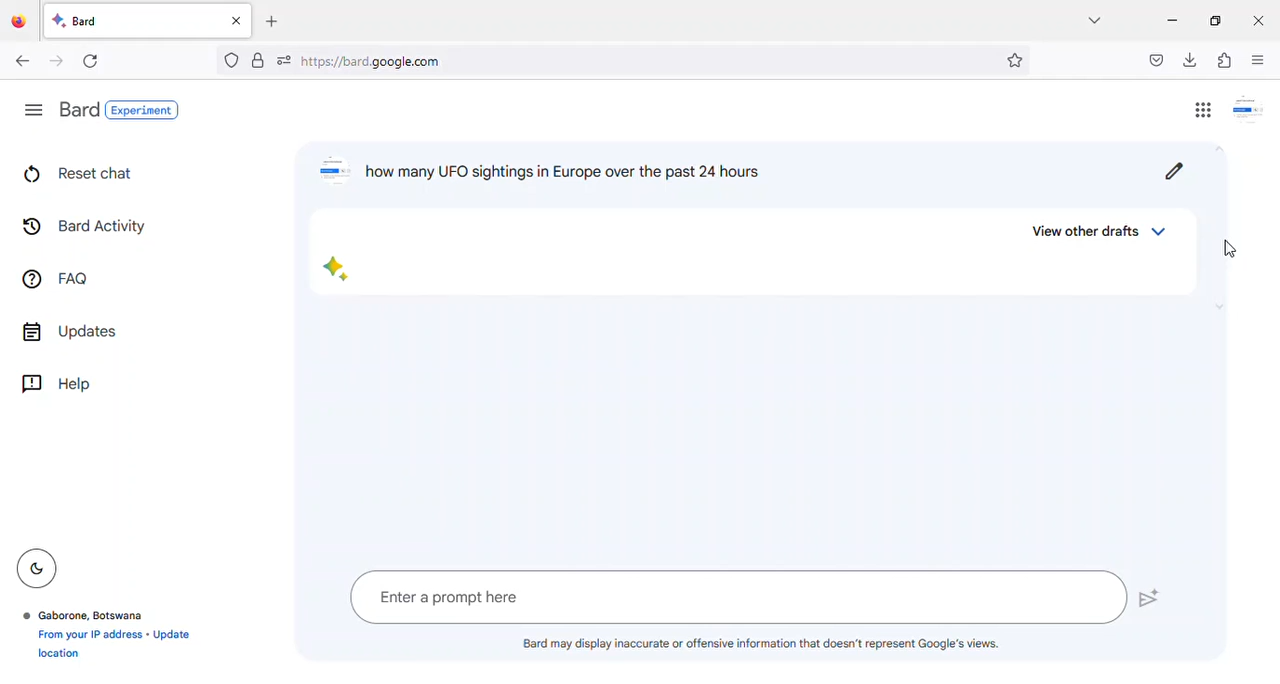 Bard
https://bard.google.com
Bard Experiment
Reset chat
Bard Activity
FAQ
Updates
Help
Gaborone, Botswana
From your IP address • Update
location
how many UFO sightings in Europe over the past 24 hours
View other drafts
Enter a prompt here
Bard may display inaccurate or offensive information that doesn't represent Google's views.